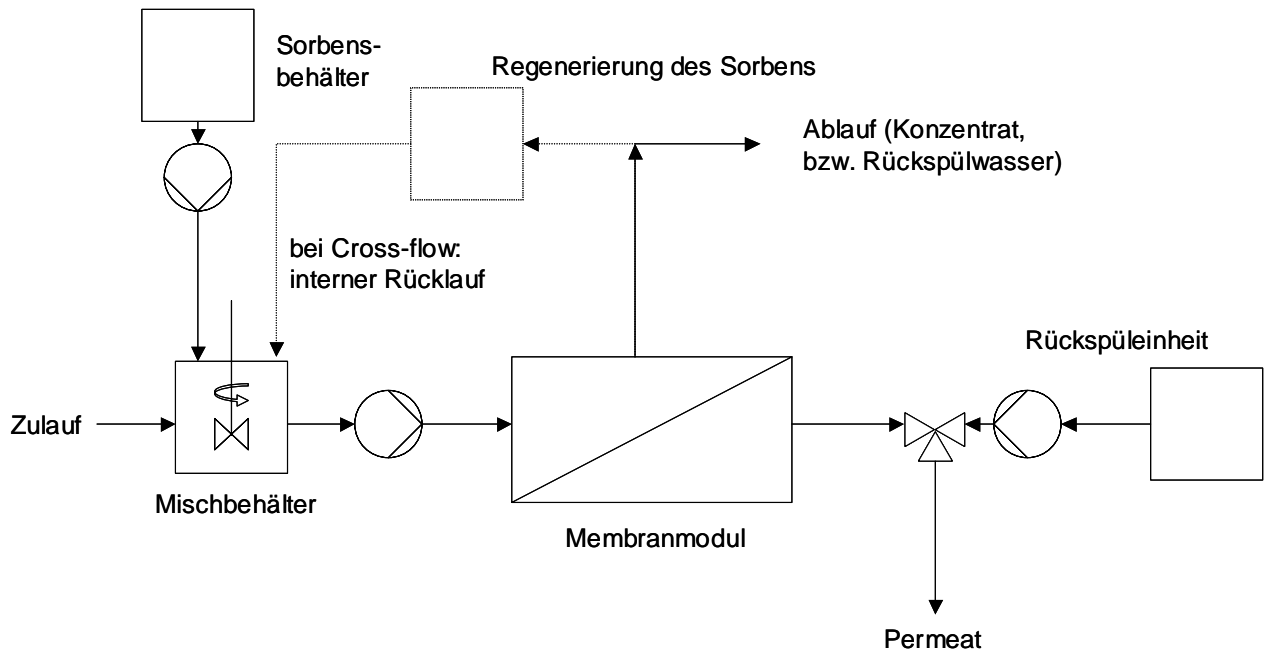 Sorbens-
behälter
Regenerierung des Sorbens
Ablauf (Konzentrat,
bzw. Rückspülwasser)
bei Cross-flow:
interner Rücklauf
Rückspüleinheit
Zulauf
Mischbehälter
Membranmodul
Permeat